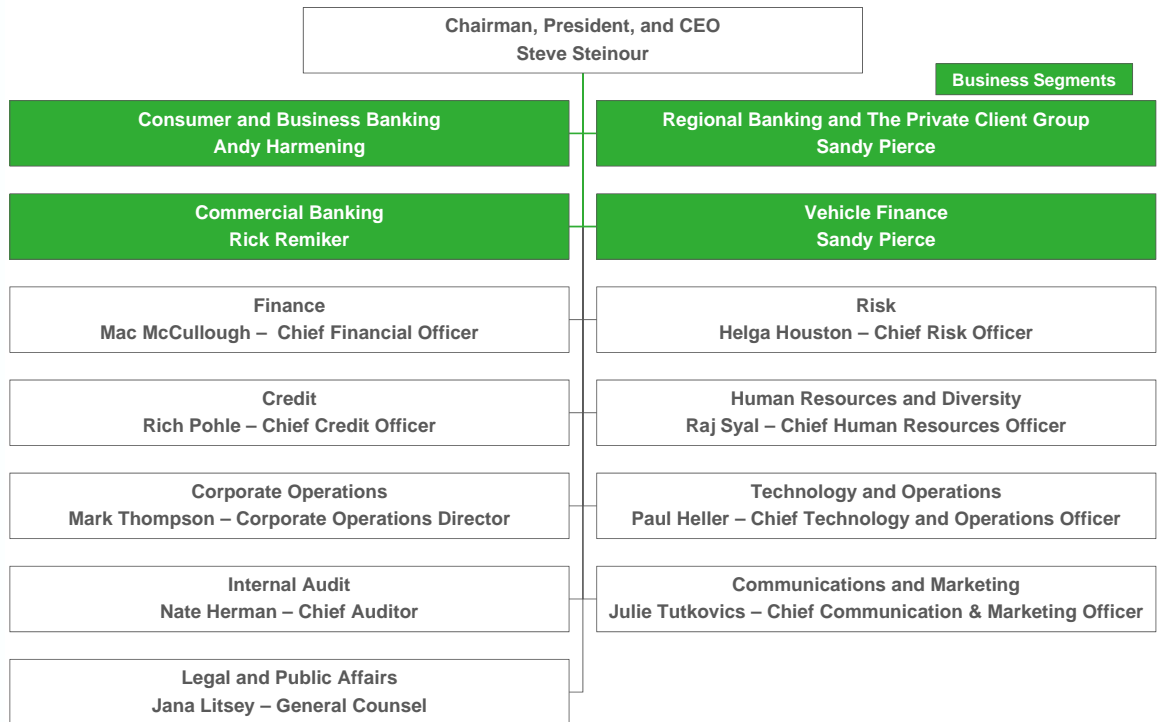 Chairman, President, and CEO
Steve Steinour
Business Segments
Consumer and Business Banking
Andy Harmening
Regional Banking and The Private Client Group
Sandy Pierce
Commercial Banking
Rick Remiker
Vehicle Finance
Sandy Pierce
Finance
Mac McCullough – Chief Financial Officer
Risk
Helga Houston – Chief Risk Officer
Credit
Rich Pohle – Chief Credit Officer
Human Resources and Diversity
Raj Syal – Chief Human Resources Officer
Corporate Operations
Mark Thompson – Corporate Operations Director
Technology and Operations
Paul Heller – Chief Technology and Operations Officer
Internal Audit
Nate Herman – Chief Auditor
Communications and Marketing
Julie Tutkovics – Chief Communication & Marketing Officer
Legal and Public Affairs
Jana Litsey – General Counsel